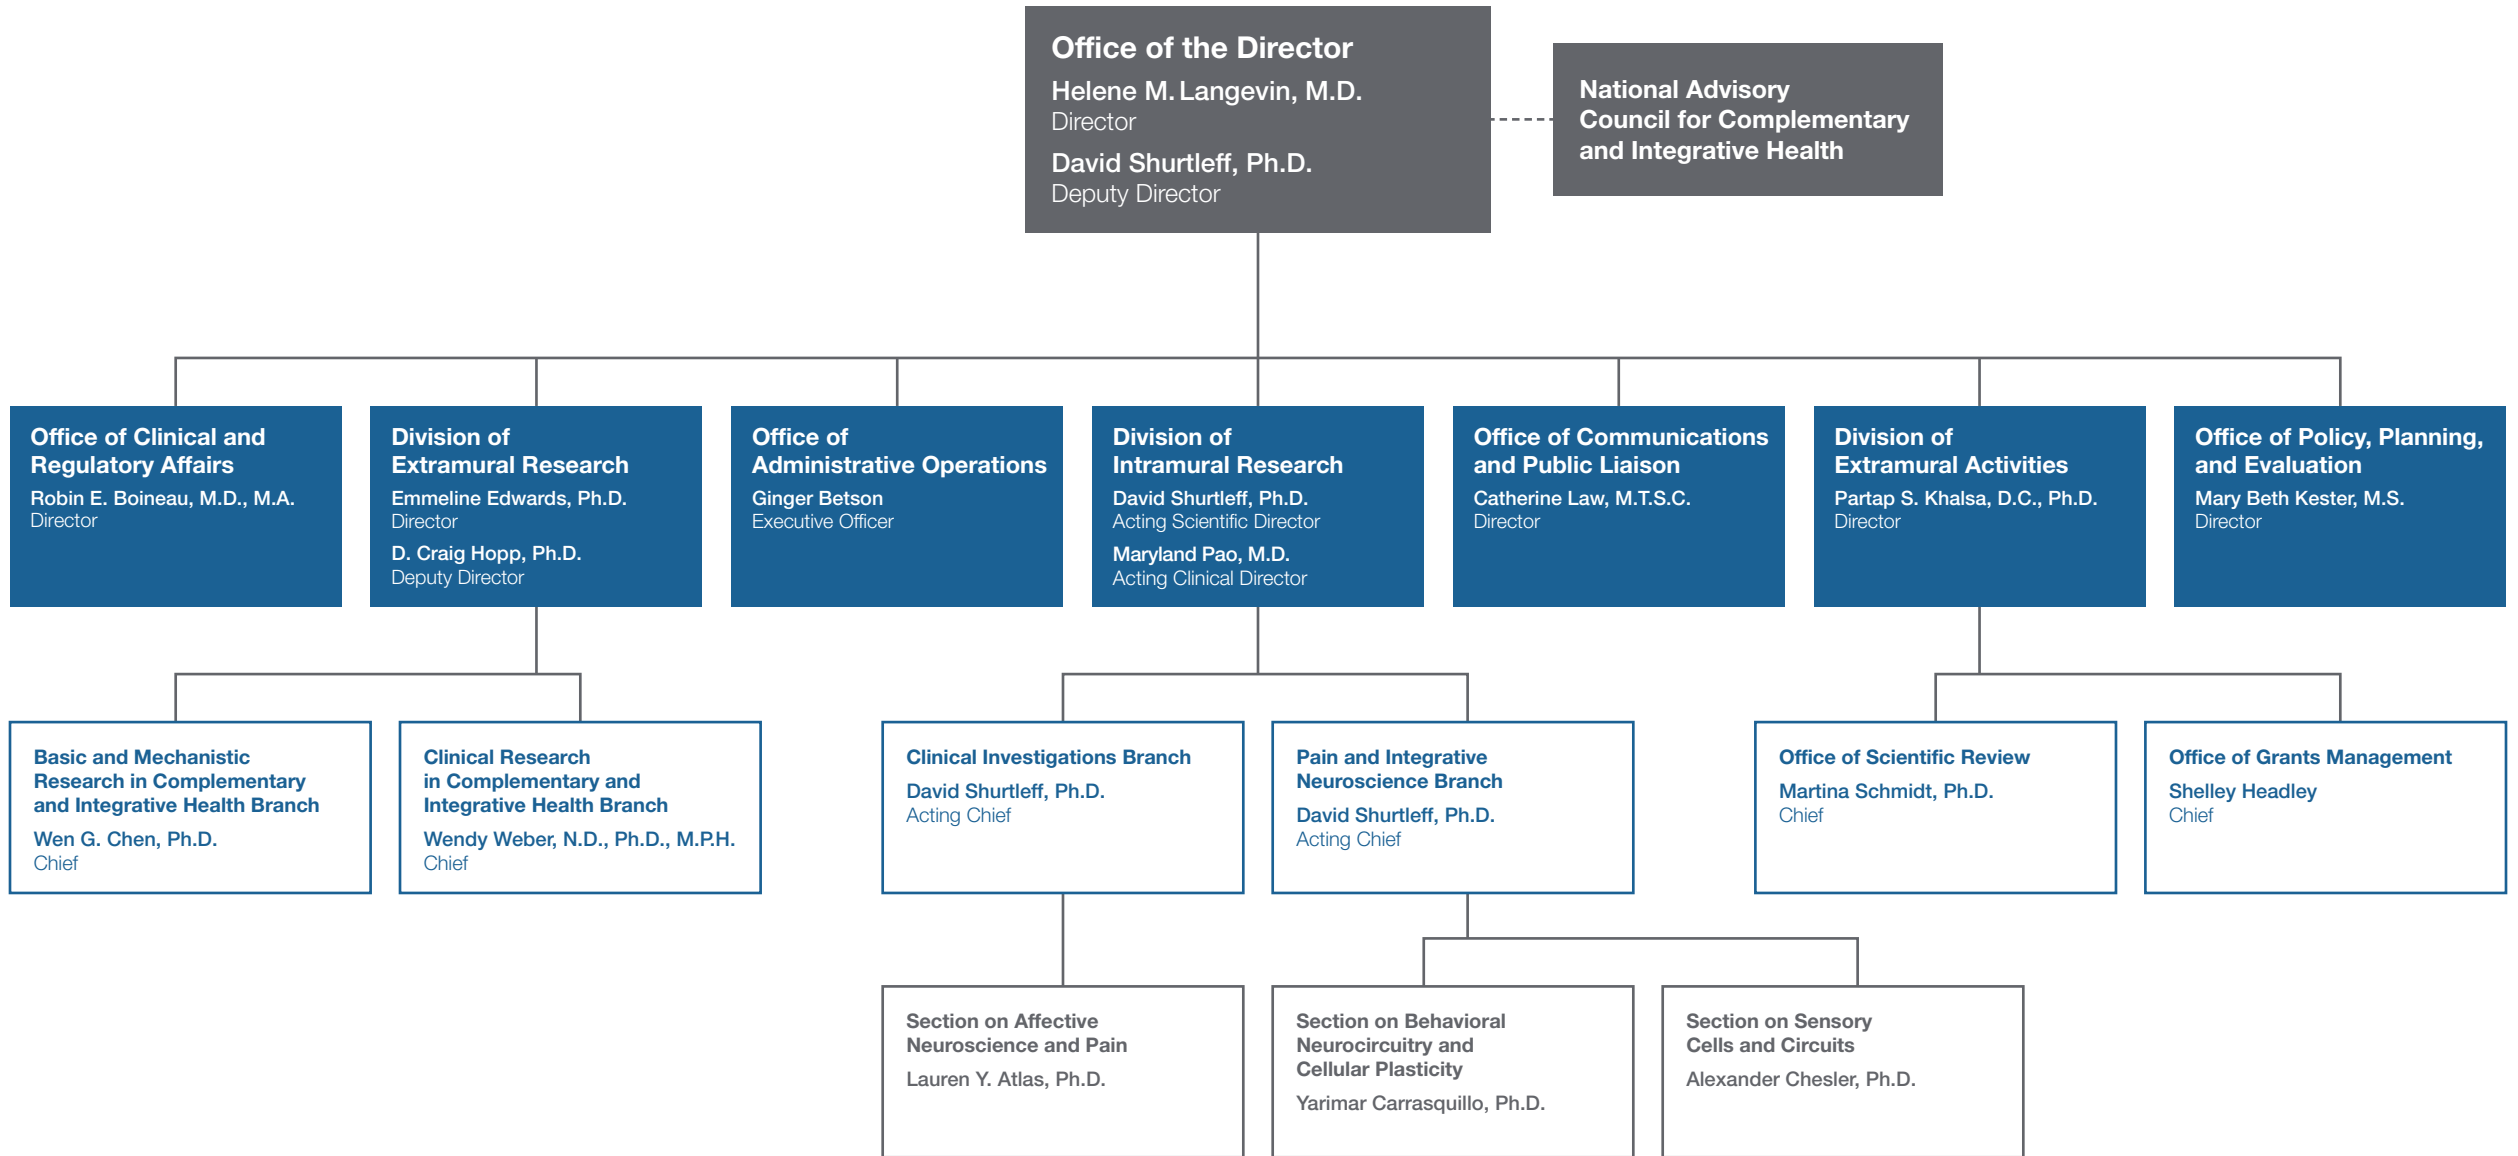 Office of the Director
Helene M. Langevin, M.D.
Director
David Shurtleff, Ph.D.
Deputy Director
National Advisory
Council for Complementary
and Integrative Health
Office of Clinical and
Regulatory Affairs
Robin E. Boineau, M.D., M.A.
Director
Division of
Extramural Research
Emmeline Edwards, Ph.D.
Director
D. Craig Hopp, Ph.D.
Deputy Director
Office of
Administrative Operations
Ginger Betson
Executive Officer
Division of
Intramural Research
David Shurtleff, Ph.D.
Acting Scientific Director
Maryland Pao, M.D.
Acting Clinical Director
Office of Communications
and Public Liaison
Catherine Law, M.T.S.C.
Director
Division of
Extramural Activities
Partap S. Khalsa, D.C., Ph.D.
Director
Office of Policy, Planning,
and Evaluation
Mary Beth Kester, M.S.
Director
Basic and Mechanistic
Research in Complementary
and Integrative Health Branch
Wen G. Chen, Ph.D.
Chief
Clinical Research
in Complementary and
Integrative Health Branch
Wendy Weber, N.D., Ph.D., M.P.H.
Chief
Clinical Investigations Branch
David Shurtleff, Ph.D.
Acting Chief
Pain and Integrative
Neuroscience Branch
David Shurtleff, Ph.D.
Acting Chief
Office of Scientific Review
Martina Schmidt, Ph.D.
Chief
Office of Grants Management
Shelley Headley
Chief
Section on Affective
Neuroscience and Pain
Lauren Y. Atlas, Ph.D.
Section on Behavioral
Neurocircuitry and
Cellular Plasticity
Yarimar Carrasquillo, Ph.D.
Section on Sensory
Cells and Circuits
Alexander Chesler, Ph.D.